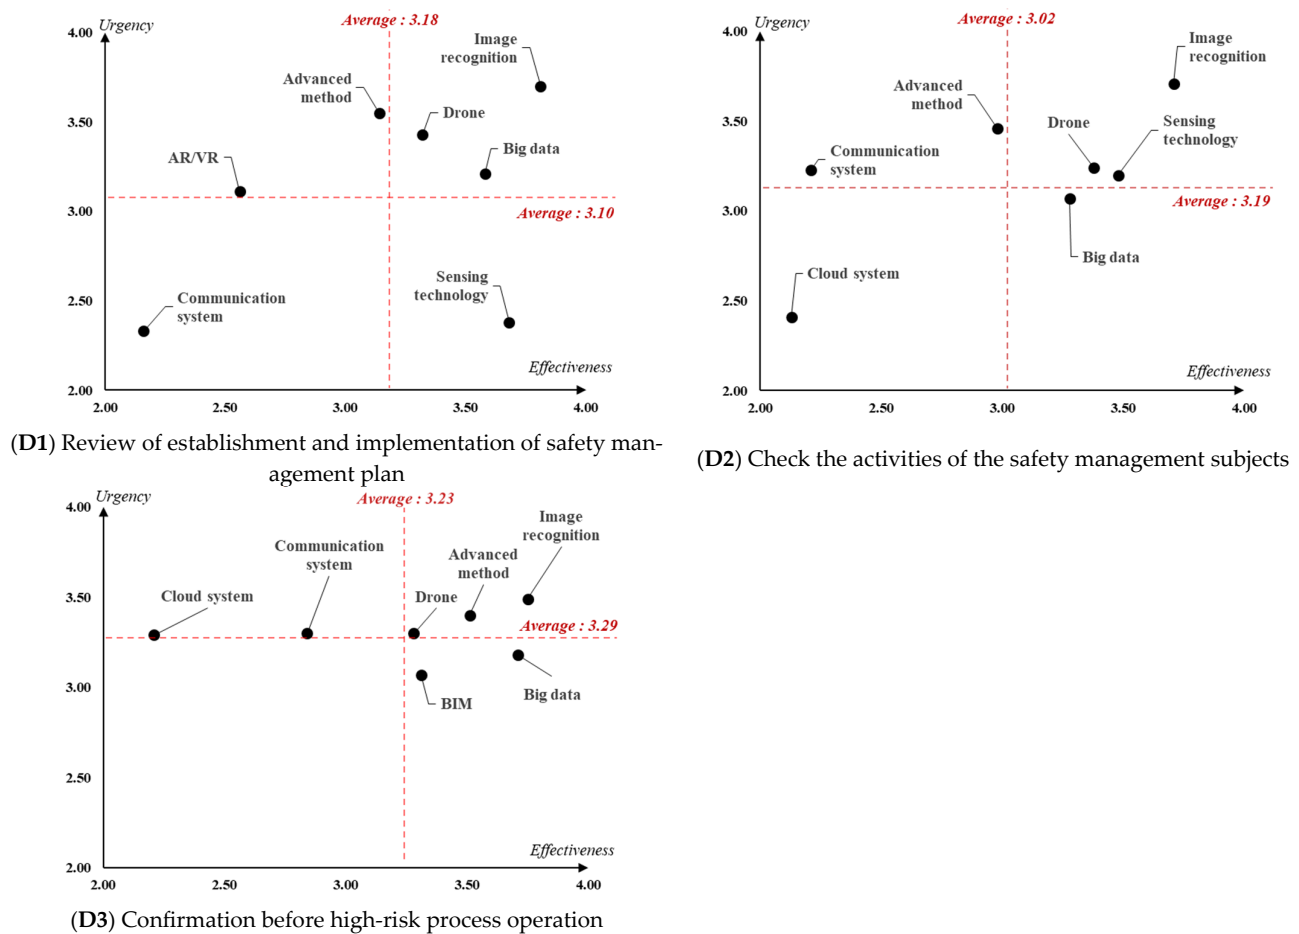 Urgency
Average : 3.18
4.00
Image
recognition
Advanced
method
3.50
Drone
Big data
AR/VR
3.00
Average : 3.10
Sensing
technology
2.50
Communication
system
Effectiveness
2.00
2.00 2.50 3.00 3.50 4.00
(D1) Review of establishment and implementation of safety man-
agement plan
Urgency
Average : 3.02
4.00
Image
recognition
Advanced
method
3.50
Drone
Sensing
technology
Communication
system
3.00
Average : 3.19
Big data
Cloud system
2.50
2.00
Effectiveness
2.00 2.50 3.00 3.50 4.00
(D2) Check the activities of the safety management subjects
Urgency
Average : 3.23
4.00
Image
recognition
Communication
system
Advanced
method
3.50
Cloud system
Drone
Average : 3.29
3.00
BIM
Big data
2.50
Effectiveness
2.00
2.00 2.50 3.00 3.50 4.00
(D3) Confirmation before high-risk process operation